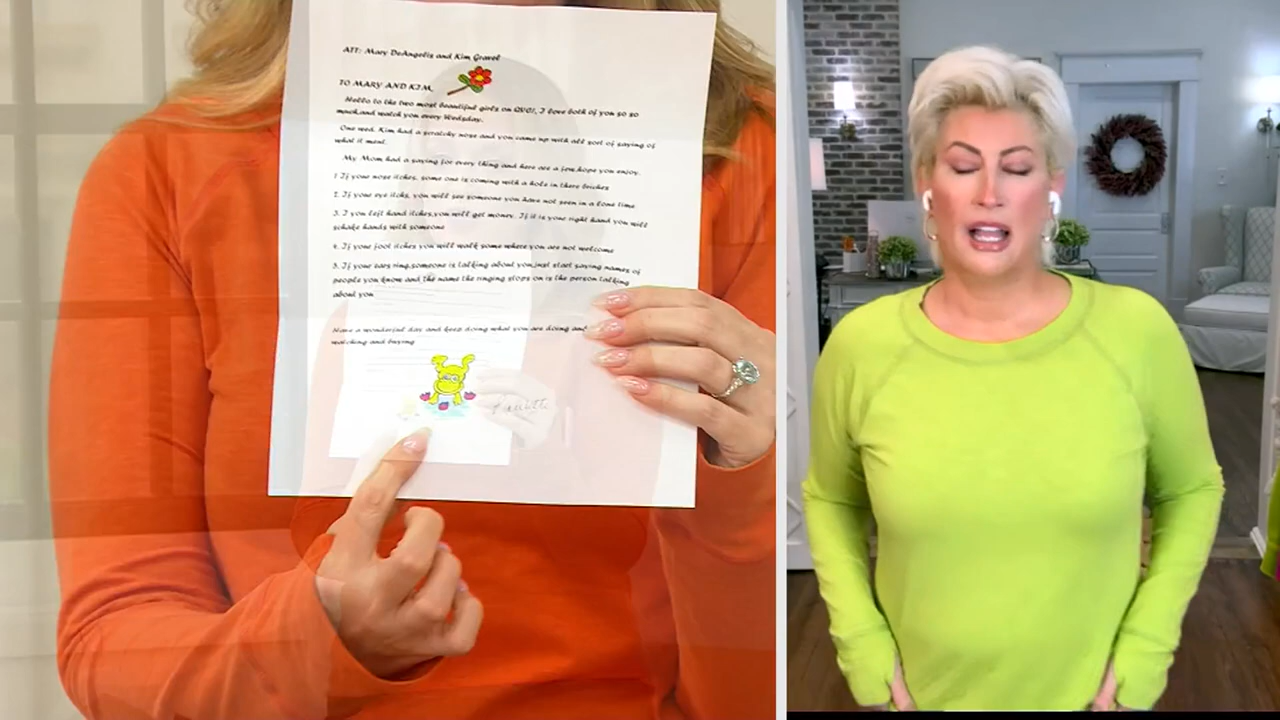 ATT: Mary DeAngelis and Kim Gravel
TO MARY AND KIM,
Hello to the two most beautiful girls on QVC!, I love both of you so so
much,and watch you every Wedsday.
One wed. Kim had a scratchy nose and you came up with all sort of saying of
what it ment.
My Mom had a saying for every thing and here are a few,hope you enjoy.
1 If your nose itches, some one is coming with a hole in there briches
2. If your eye itchs, you will see someone you have not seen in a long time
3. I you left hand itches,you will get money. If it is your right hand you will
schake hands with someone
4. If your foot itches you will walk some where you are not welcome
5. If your ears ring,someone is talking about you,just start saying names of
people you know and the name the ringing stops on is the person talking
about you
Have a wonderful day and keep doing what you are doing and
watching and buying
Paulette